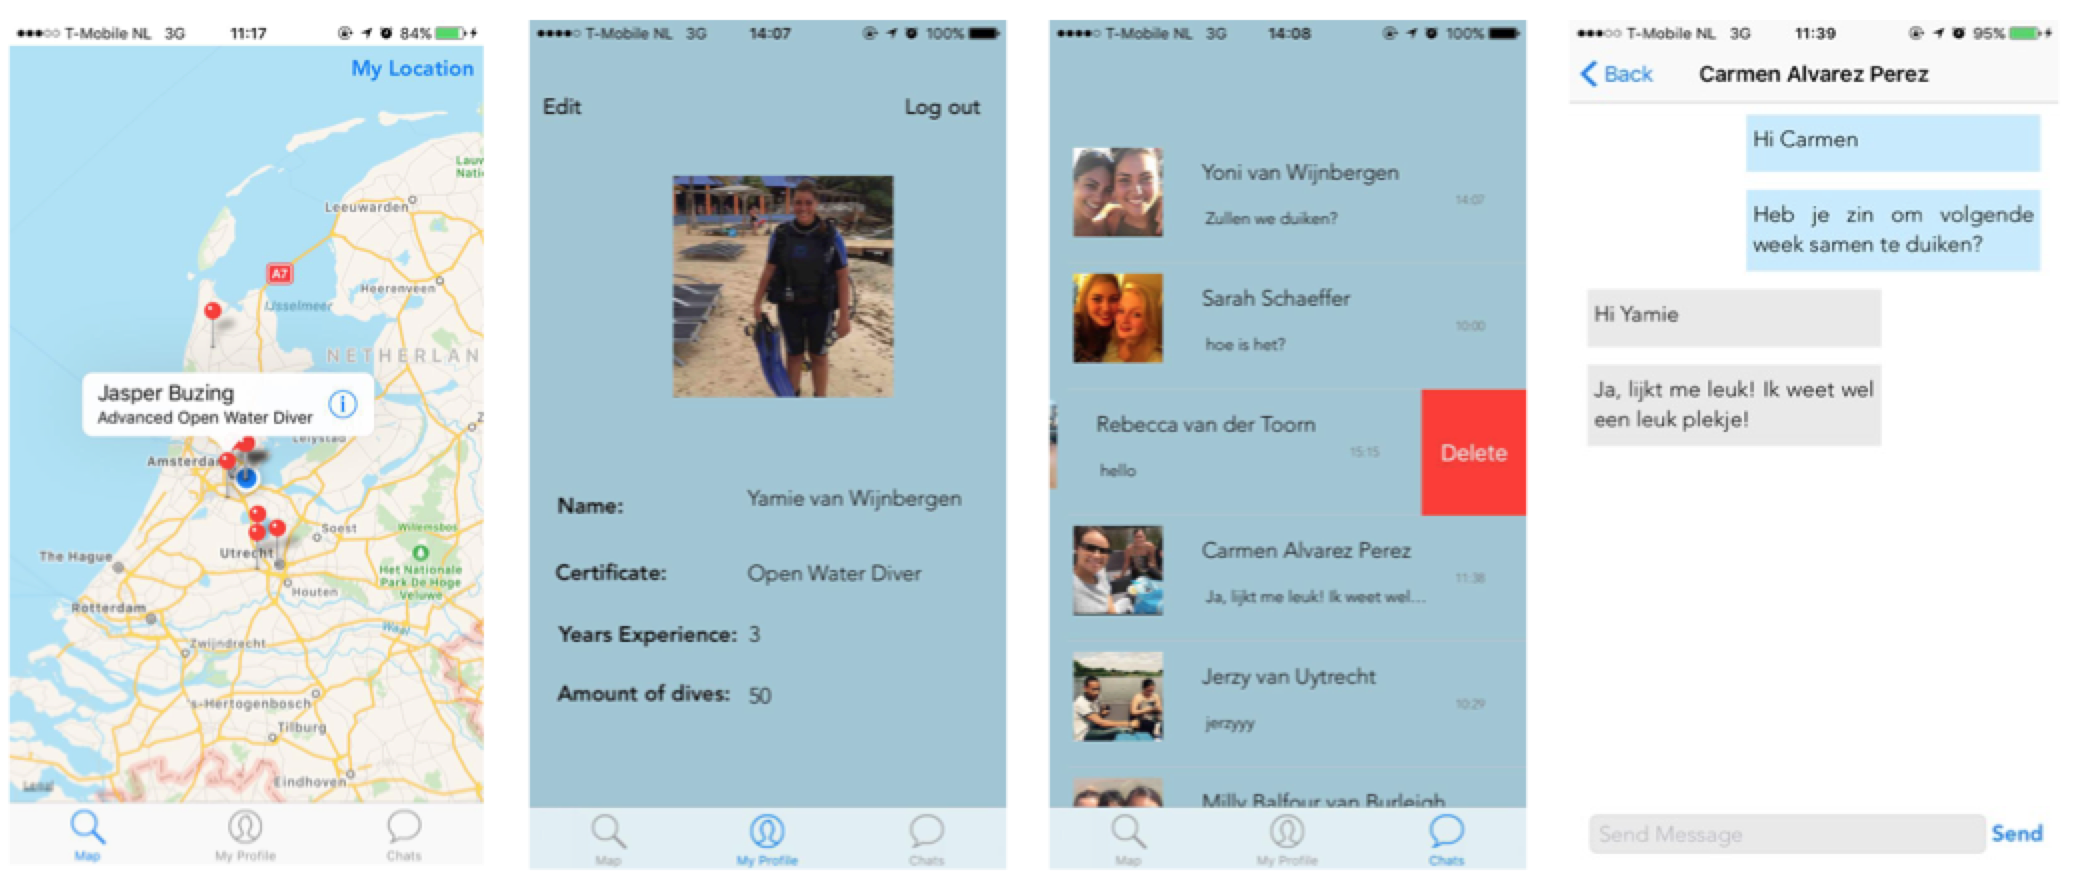 T-Mobile NL 3G 11:17 84%
My Location
Leeuwarden
A7
IJsselmeer
Heerenveen
NETHERLAN
Jasper Buzing
Advanced Open Water Diver
Lelystad
Amsterda
Soest
Willemsbos
Utrecht
The Hague
Het Nationale
Park De Hoge
Veluwe
Houten
Rotterdam
Waal
Zwijndrecht
's-Hertogenbosch
Tilburg
Eindhoven
Legal
Map
My Profile
Chats
T-Mobile NL 3G 14:07 100%
Edit
Log out
Name: Yamie van Wijnbergen
Certificate: Open Water Diver
Years Experience: 3
Amount of dives: 50
Map
My Profile
Chats
T-Mobile NL 3G 14:08 100%
Yoni van Wijnbergen
14:07
Zullen we duiken?
Sarah Schaeffer
10:00
hoe is het?
Rebecca van der Toorn
15:15
hello
Delete
Carmen Alvarez Perez
11:38
Ja, lijkt me leuk! Ik weet wel...
Jerzy van Uytrecht
10:29
jerzyyy
Milly Balfour van Burleigh
Map
My Profile
Chats
T-Mobile NL 3G 11:39 95%
Back
Carmen Alvarez Perez
Hi Carmen
Heb je zin om volgende
week samen te duiken?
Hi Yamie
Ja, lijkt me leuk! Ik weet wel
een leuk plekje!
Send Message
Send